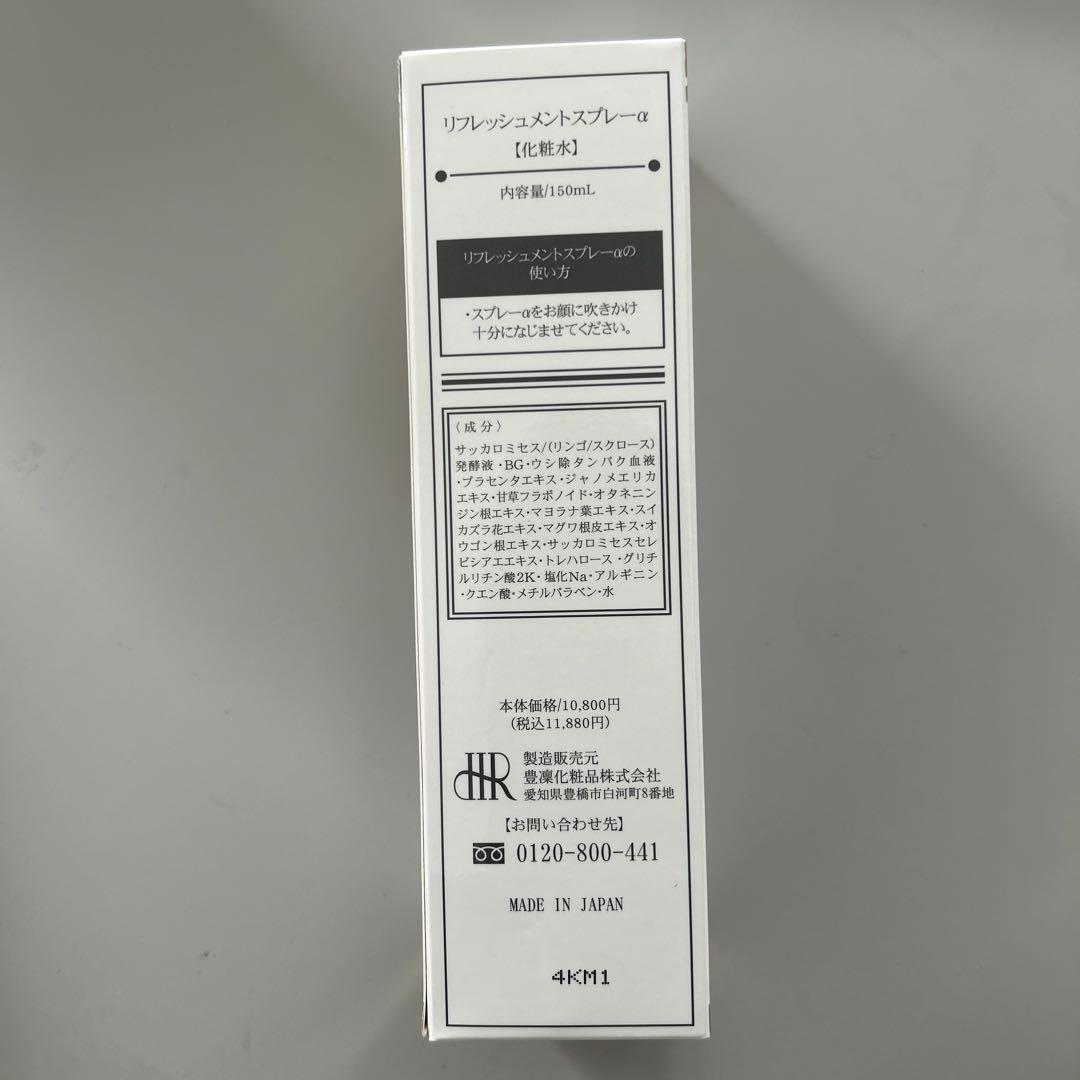 リフレッシュメントスプレーα
【化粧水】
内容量/150mL
リフレッシュメントスプレーαの
使い方
・スプレーαをお顔に吹きかけ
十分になじませてください。
〈成分〉
サッカロミセス/(リンゴ/スクロース)
発酵液・BG・ウシ除タンパク血液
・プラセンタエキス・ジャノメエリカ
エキス・甘草フラボノイド・オタネニン
ジン根エキス・マヨラナ葉エキス・スイ
カズラ花エキス・マグワ根皮エキス・オ
ウゴン根エキス・サッカロミセスセレ
ビシアエエキス・トレハロース・グリチ
ルリチン酸2K・塩化Na・アルギニン
・クエン酸・メチルパラベン・水
本体価格/10,800円
(税込11,880円)
HR
製造販売元
豊凜化粧品株式会社
愛知県豊橋市白河町8番地
【お問い合わせ先】
0120-800-441
MADE IN JAPAN
4KM1